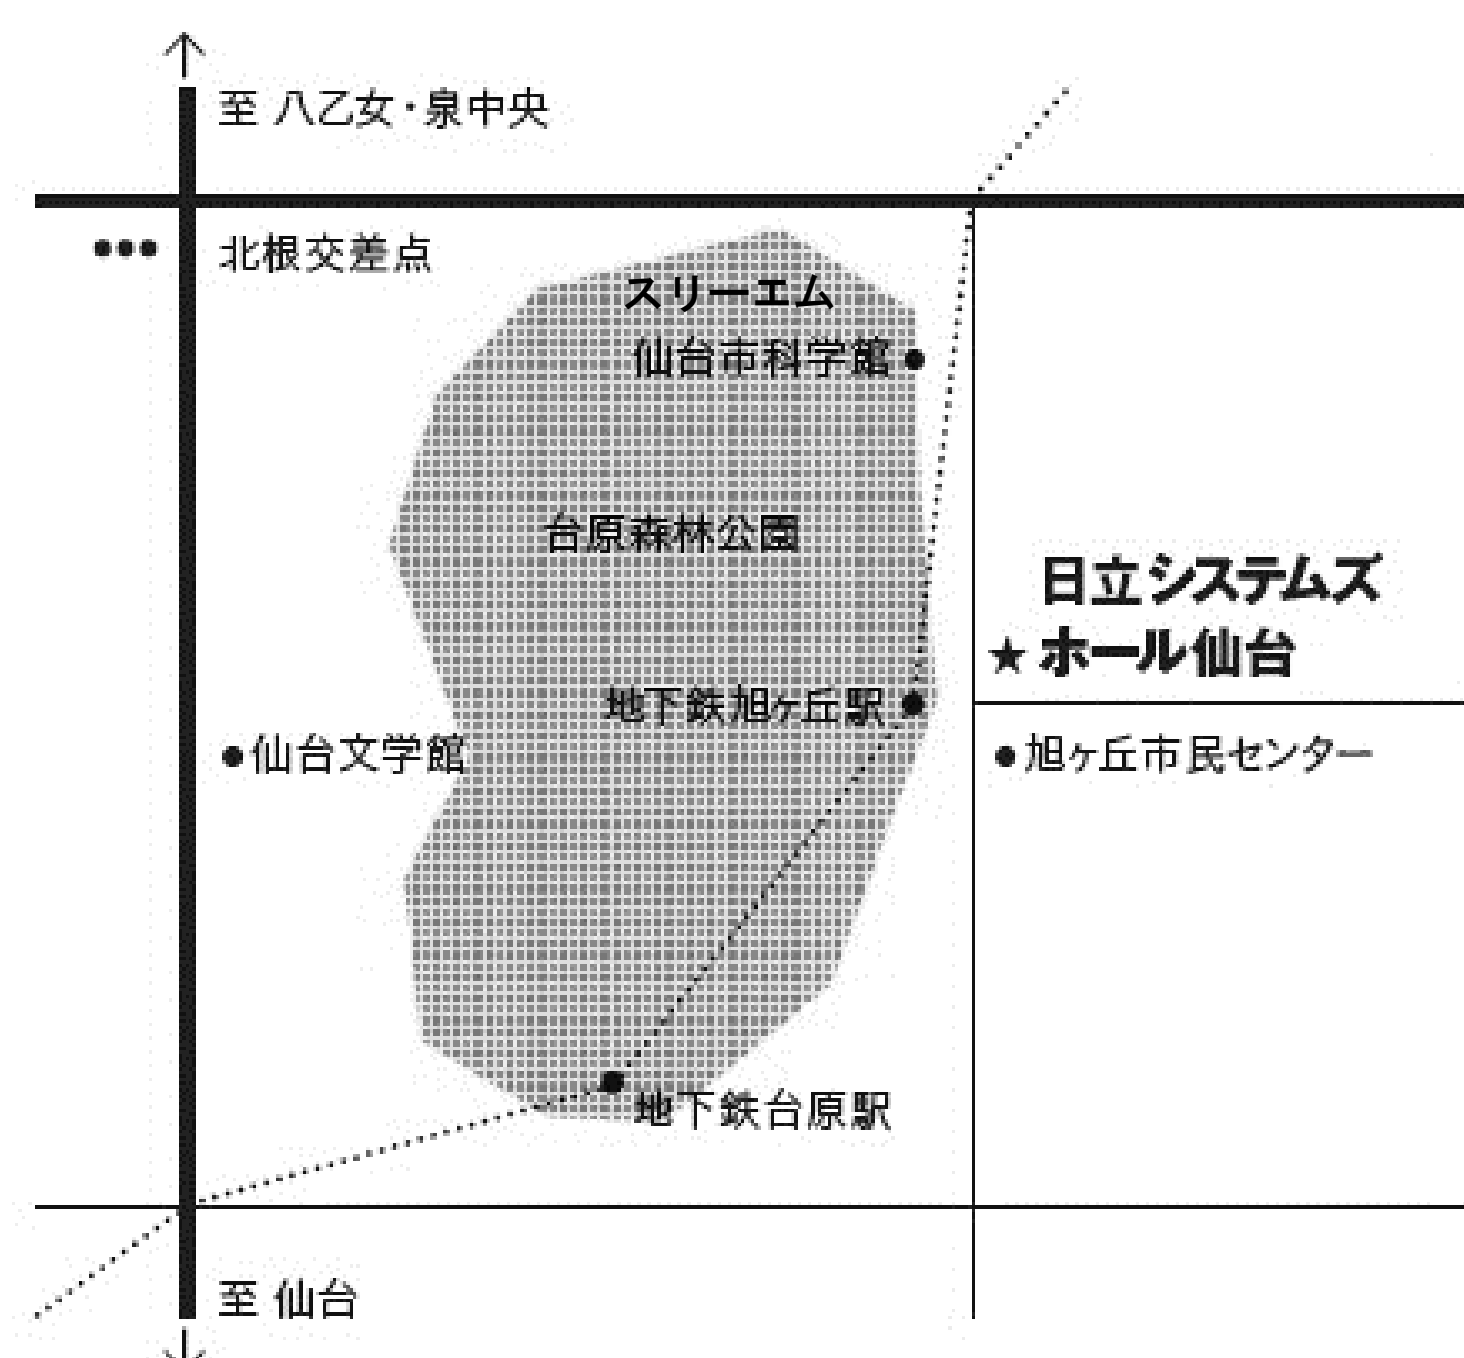 至 八乙女・泉中央
北根交差点
スリーエム
仙台市科学館
台原森林公園
日立システムズ
★ホール仙台
地下鉄旭ヶ丘駅
●仙台文学館
●旭ヶ丘市民センター
地下鉄台原駅
至 仙台